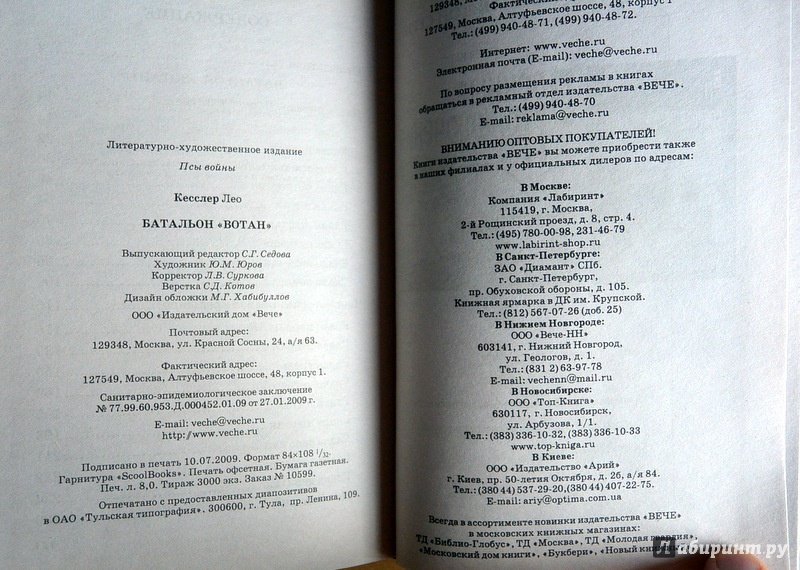 Литературно-художественное издание
Псы войны
Кесслер Лео
БАТАЛЬОН «ВОТАН»
Выпускающий редактор С.Г. Седова
Художник Ю.М. Юров
Корректор Л.В. Суркова
Верстка С.Д. Котов
Дизайн обложки М.Г. Хабибуллов
ООО «Издательский дом «Вече»
Почтовый адрес:
129348, Москва, ул. Красной Сосны, 24, а/я 63.
Фактический адрес:
127549, Москва, Алтуфьевское шоссе, 48, корпус 1.
Санитарно-эпидемиологическое заключение
№ 77.99.60.953.Д.000452.01.09 от 27.01.2009 г.
E-mail: veche@veche.ru
http://www.veche.ru
Подписано в печать 10.07.2009. Формат 84×108 1/32.
Гарнитура «ScoolBooks». Печать офсетная. Бумага газетная.
Печ. л. 8,0. Тираж 3000 экз. Заказ № 10599.
Отпечатано с предоставленных диапозитивов
в ОАО «Тульская типография». 300600, г. Тула, пр. Ленина, 109.
129348, Москва,
Фактический адрес:
127549, Москва, Алтуфьевское шоссе, 48, корпус 1
Тел.: (499) 940-48-71, (499) 940-48-72.
Интернет: www.veche.ru
Электронная почта (E-mail): veche@veche.ru
По вопросу размещения рекламы в книгах
обращаться в рекламный отдел издательства «ВЕЧЕ».
Тел.: (499) 940-48-70
E-mail: reklama@veche.ru
ВНИМАНИЮ ОПТОВЫХ ПОКУПАТЕЛЕЙ!
Книги издательства «ВЕЧЕ» вы можете приобрести также
в наших филиалах и у официальных дилеров по адресам:
В Москве:
Компания «Лабиринт»
115419, г. Москва,
2-й Рощинский проезд, д. 8, стр. 4.
Тел.: (495) 780-00-98, 231-46-79
www.labirint-shop.ru
В Санкт-Петербурге:
ЗАО «Диамант» СПб.
г. Санкт-Петербург,
пр. Обуховской обороны, д. 105.
Книжная ярмарка в ДК им. Крупской.
Тел.: (812) 567-07-26 (доб. 25)
В Нижнем Новгороде:
ООО «Вече-НН»
603141, г. Нижний Новгород,
ул. Геологов, д. 1.
Тел.: (831 2) 63-97-78
E-mail: vechenn@mail.ru
В Новосибирске:
ООО «Топ-Книга»
630117, г. Новосибирск,
ул. Арбузова, 1/1.
Тел.: (383) 336-10-32, (383) 336-10-33
www.top-kniga.ru
В Киеве:
ООО «Издательство «Арий»
г. Киев, пр. 50-летия Октября, д. 26, а/я 84.
Тел.: (380 44) 537-29-20, (380 44) 407-22-75.
E-mail: ariy@optima.com.ua
Всегда в ассортименте новинки издательства «ВЕЧЕ»
в московских книжных магазинах:
ТД «Библио-Глобус», ТД «Москва», ТД «Молодая гвардия»,
«Московский дом книги», «Букбери», «Новый
Лабиринт.ру